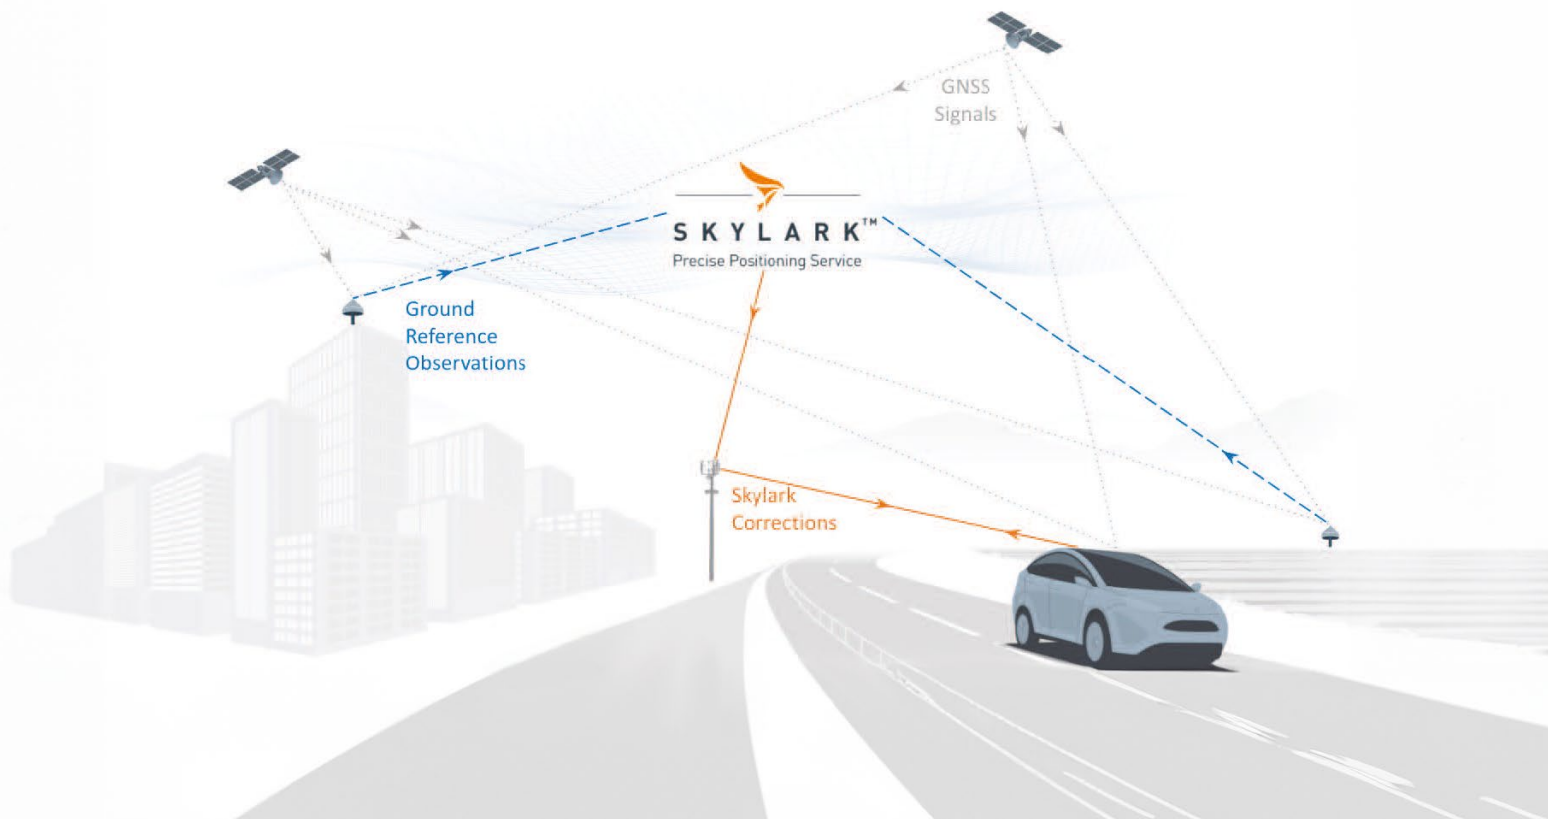 GNSS
Signals
SKYLARK™
Precise Positioning Service
Ground
Reference
Observations
Skylark
Corrections